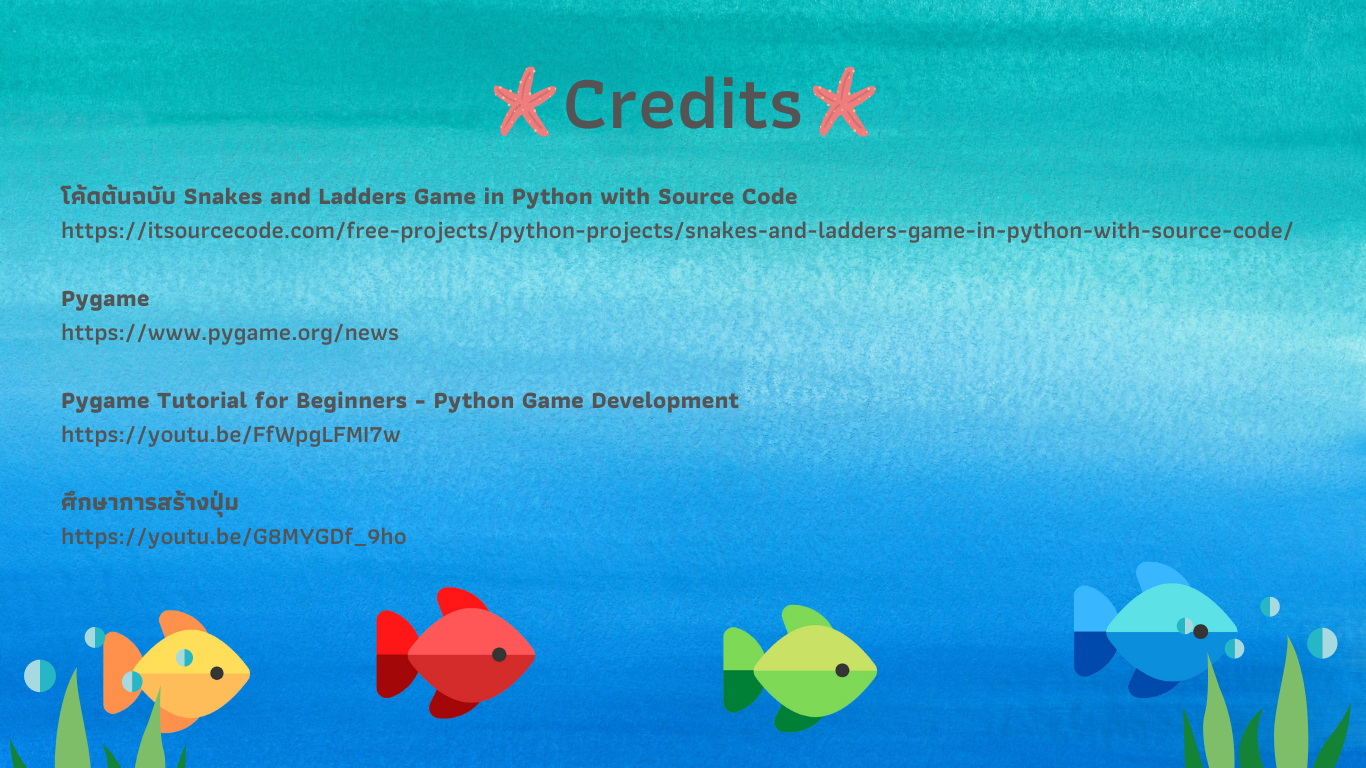 Credits
โค้ดต้นฉบับ Snakes and Ladders Game in Python with Source Code
https://itsourcecode.com/free-projects/python-projects/snakes-and-ladders-game-in-python-with-source-code/
Pygame
https://www.pygame.org/news
Pygame Tutorial for Beginners - Python Game Development
https://youtu.be/FfWpgLFMI7w
ศึกษาการสร้างปุ่ม
https://youtu.be/G8MYGDf_9ho